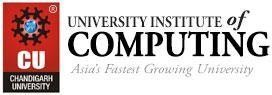 CU
CHANDIGARH
UNIVERSITY
UNIVERSITY INSTITUTE of
COMPUTING
Asia's Fastest Growing University